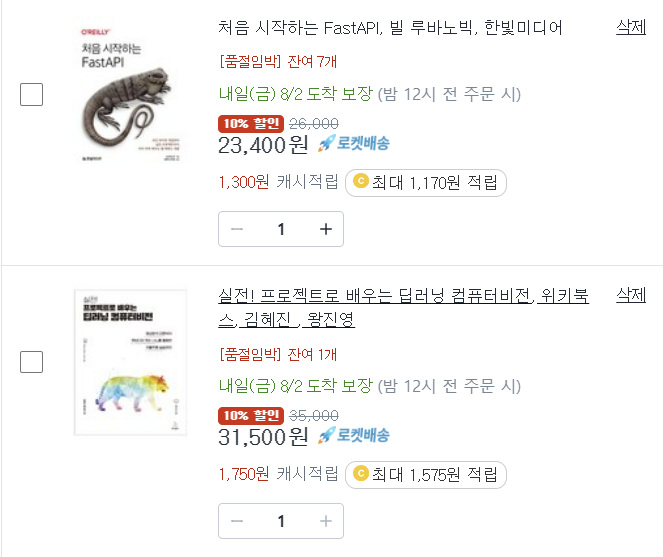 O'REILLY
처음 시작하는
FastAPI
처음 시작하는 FastAPI, 빌 루바노빅, 한빛미디어
삭제
[품절임박] 잔여 7개
내일(금) 8/2 도착 보장 (밤 12시 전 주문 시)
10% 할인 26,000
23,400원 로켓배송
1,300원 캐시적립 C 최대 1,170원 적립
− 1 +
실전!
프로젝트로 배우는
딥러닝 컴퓨터비전
실전! 프로젝트로 배우는 딥러닝 컴퓨터비전, 위키북
스, 김혜진 , 왕진영
삭제
[품절임박] 잔여 1개
내일(금) 8/2 도착 보장 (밤 12시 전 주문 시)
10% 할인 35,000
31,500원 로켓배송
1,750원 캐시적립 C 최대 1,575원 적립
− 1 +